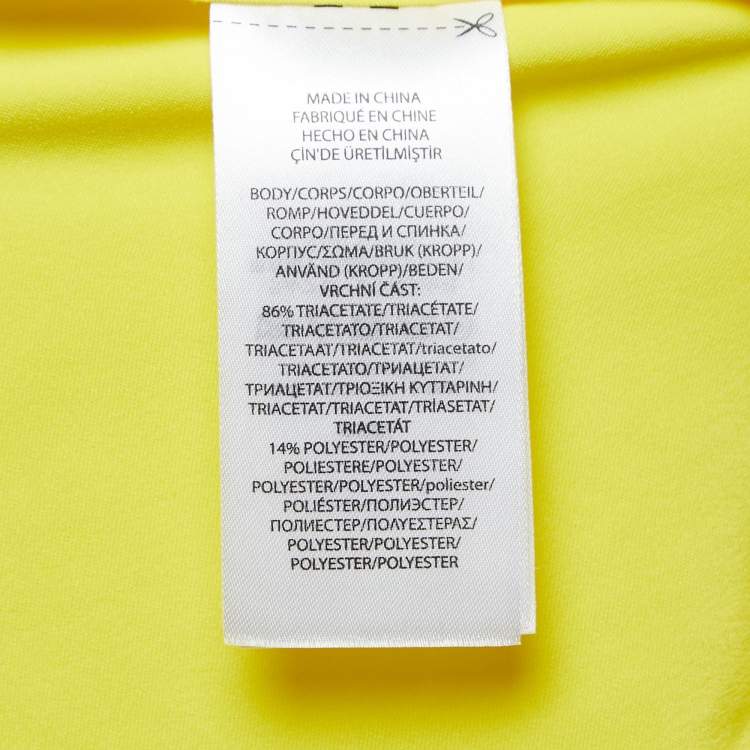 MADE IN CHINA
FABRIQUÉ EN CHINE
HECHO EN CHINA
ÇİN'DE ÜRETİLMİŞTİR
BODY/CORPS/CORPO/OBERTEIL/
ROMP/HOVEDDEL/CUERPO/
CORPO/ПЕРЕД И СПИНКА/
КОРПУС/ΣΩΜΑ/BRUK (KROPP)/
ANVÄND (KROPP)/BEDEN/
VRCHNÍ ČÁST:
86% TRIACETATE/TRIACÉTATE/
TRIACETATO/TRIACETAT/
TRIACETAAT/TRIACETAT/triacetato/
TRIACETATO/ТРИАЦЕТАТ/
ТРИАЦЕТАТ/ΤΡΙΟΞΙΚΗ ΚΥΤΤΑΡΙΝΗ/
TRIACETAT/TRIACETAT/TRİASETAT/
TRIACETÁT
14% POLYESTER/POLYESTER/
POLIESTERE/POLYESTER/
POLYESTER/POLYESTER/poliester/
POLIÉSTER/ПОЛИЭСТЕР/
ПОЛИЕСТЕР/ΠΟΛΥΕΣΤΕΡΑΣ/
POLYESTER/POLYESTER/
POLYESTER/POLYESTER